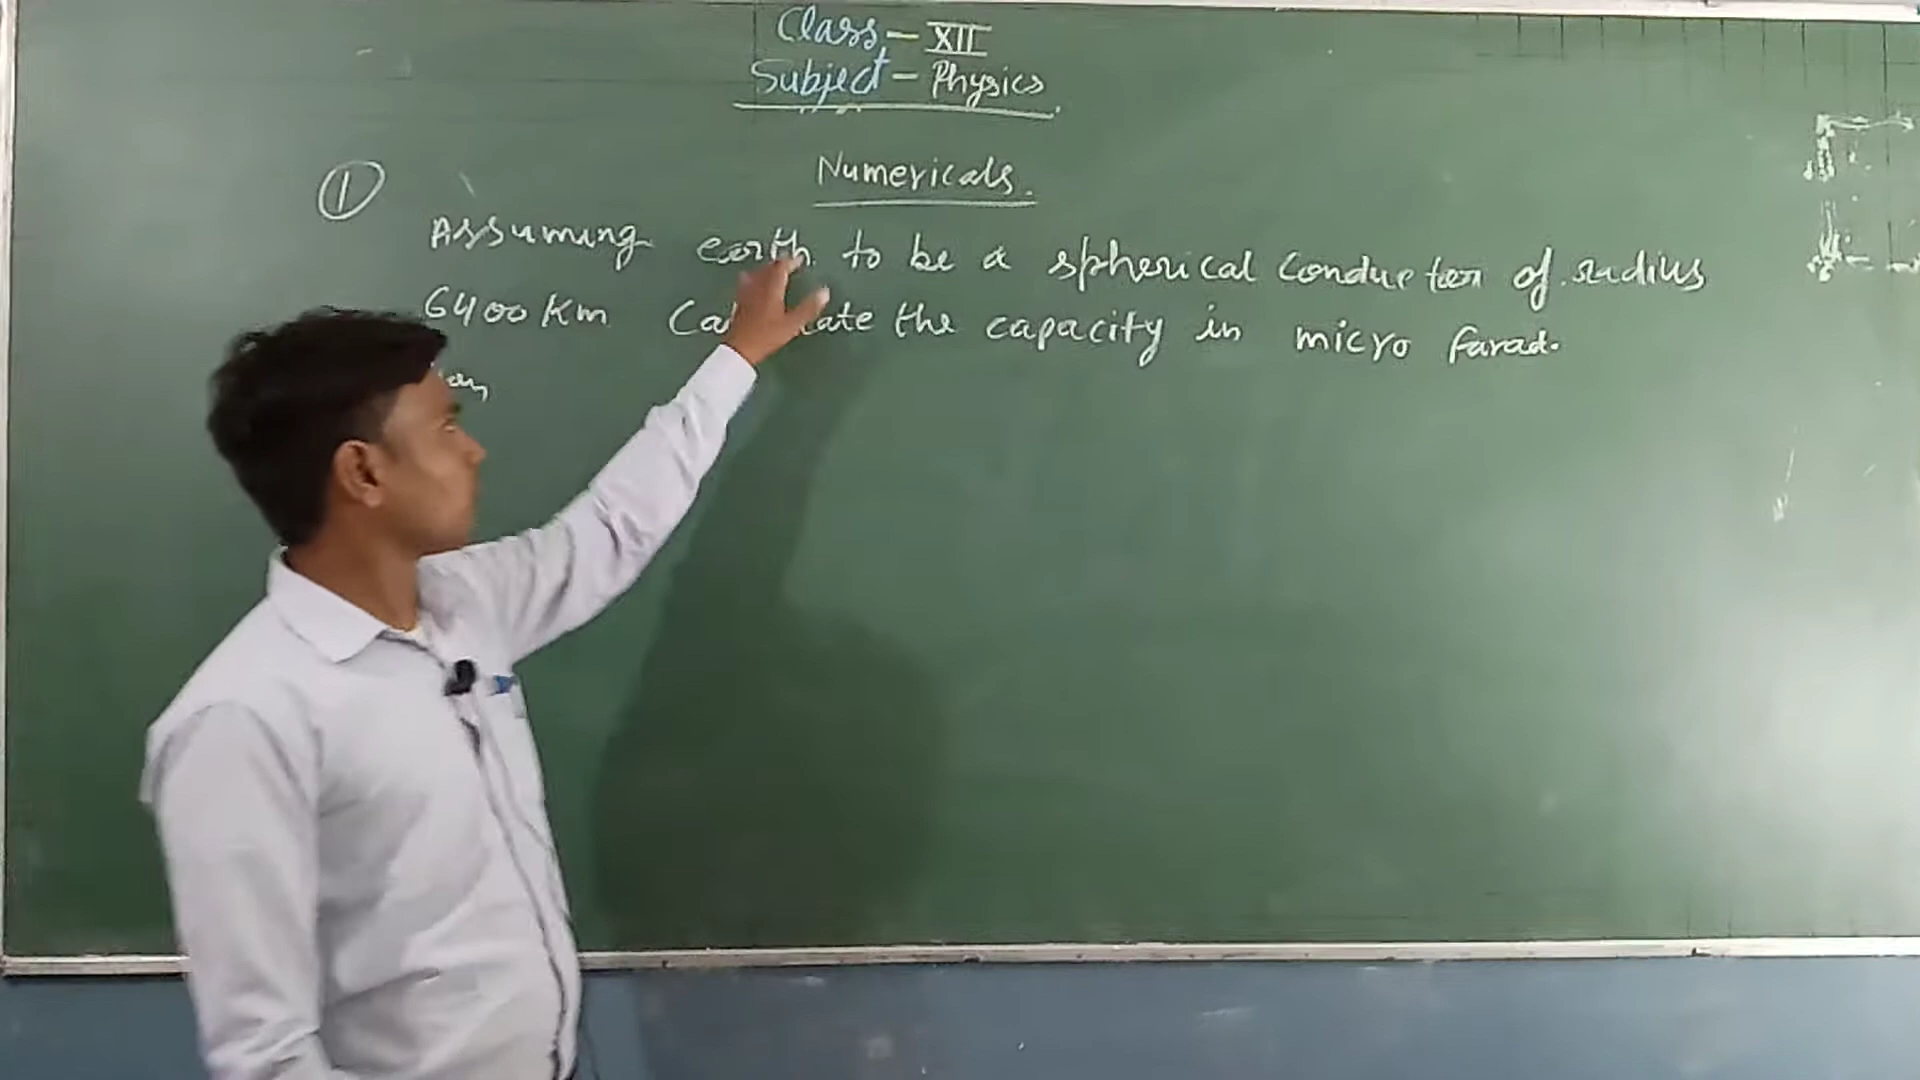 Class - XII
Subject - Physics
Numericals.
① Assuming earth to be a spherical conductor of radius
6400 Km Calculate the capacity in micro farad.